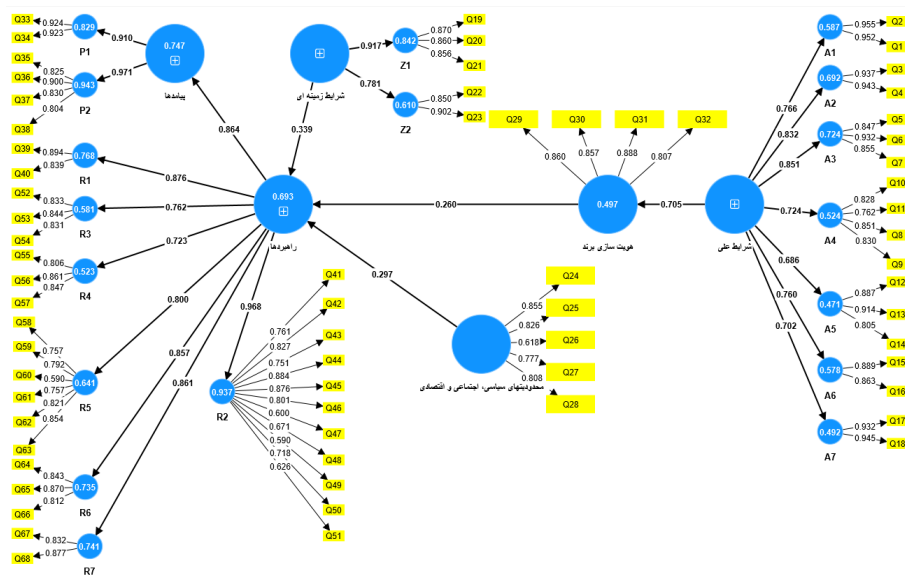 Q33
0.924
0.829
0.923
Q34
P1
0.910
0.747
پیامدها
Q35
0.825
Q36
0.900
0.943
0.971
Q37
0.830
P2
0.804
Q38
0.864
شرایط زمینه ای
0.917
0.842
Z1
0.870
Q19
0.860
Q20
0.856
Q21
0.781
0.610
Z2
0.850
Q22
0.902
Q23
0.339
Q39
0.894
0.768
0.839
Q40
R1
0.876
Q52
0.833
0.581
Q53
0.844
0.831
Q54
R3
0.762
Q55
0.806
0.523
Q56
0.861
0.847
Q57
R4
0.723
0.693
راهبردها
0.260
Q29
Q30
Q31
Q32
0.860
0.857
0.888
0.807
0.497
هویت سازی برند
0.705
شرایط علی
0.297
0.800
0.968
0.857
0.861
Q58
Q59
0.757
0.792
Q60
0.590
0.641
Q61
0.757
R5
0.821
Q62
0.854
Q63
Q64
0.843
0.735
Q65
0.870
0.812
Q66
R6
Q67
0.832
0.741
0.877
Q68
R7
0.937
R2
Q41
0.761
Q42
0.827
Q43
0.751
Q44
0.884
Q45
0.876
Q46
0.801
Q47
0.600
Q48
0.671
Q49
0.590
Q50
0.718
Q51
0.626
محدودیتهای سیاسی، اجتماعی و اقتصادی
0.855
Q24
0.826
Q25
0.618
Q26
0.777
Q27
0.808
Q28
0.766
0.587
A1
0.955
Q2
0.952
Q1
0.832
0.692
A2
0.937
Q3
0.943
Q4
0.851
0.724
A3
0.847
Q5
0.932
Q6
0.855
Q7
0.724
0.524
A4
0.828
Q10
0.762
Q11
0.851
Q8
0.830
Q9
0.686
0.471
A5
0.887
Q12
0.914
Q13
0.805
Q14
0.760
0.578
A6
0.889
Q15
0.863
Q16
0.702
0.492
A7
0.932
Q17
0.945
Q18